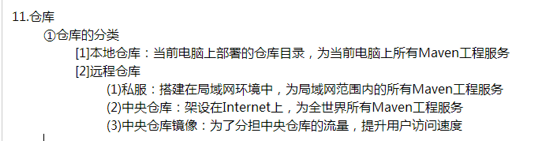 11.仓库
①仓库的分类
[1]本地仓库：当前电脑上部署的仓库目录，为当前电脑上所有Maven工程服务
[2]远程仓库
(1)私服：搭建在局域网环境中，为局域网范围内的所有Maven工程服务
(2)中央仓库：架设在Internet上，为全世界所有Maven工程服务
(3)中央仓库镜像：为了分担中央仓库的流量，提升用户访问速度